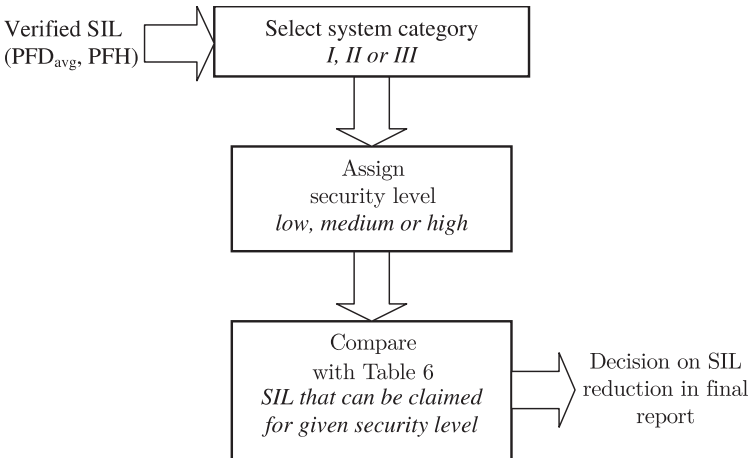 Verified SIL
(PFDavg, PFH)
Select system category
I, II or III
Assign
security level
low, medium or high
Compare
with Table 6
SIL that can be claimed
for given security level
Decision on SIL
reduction in final
report